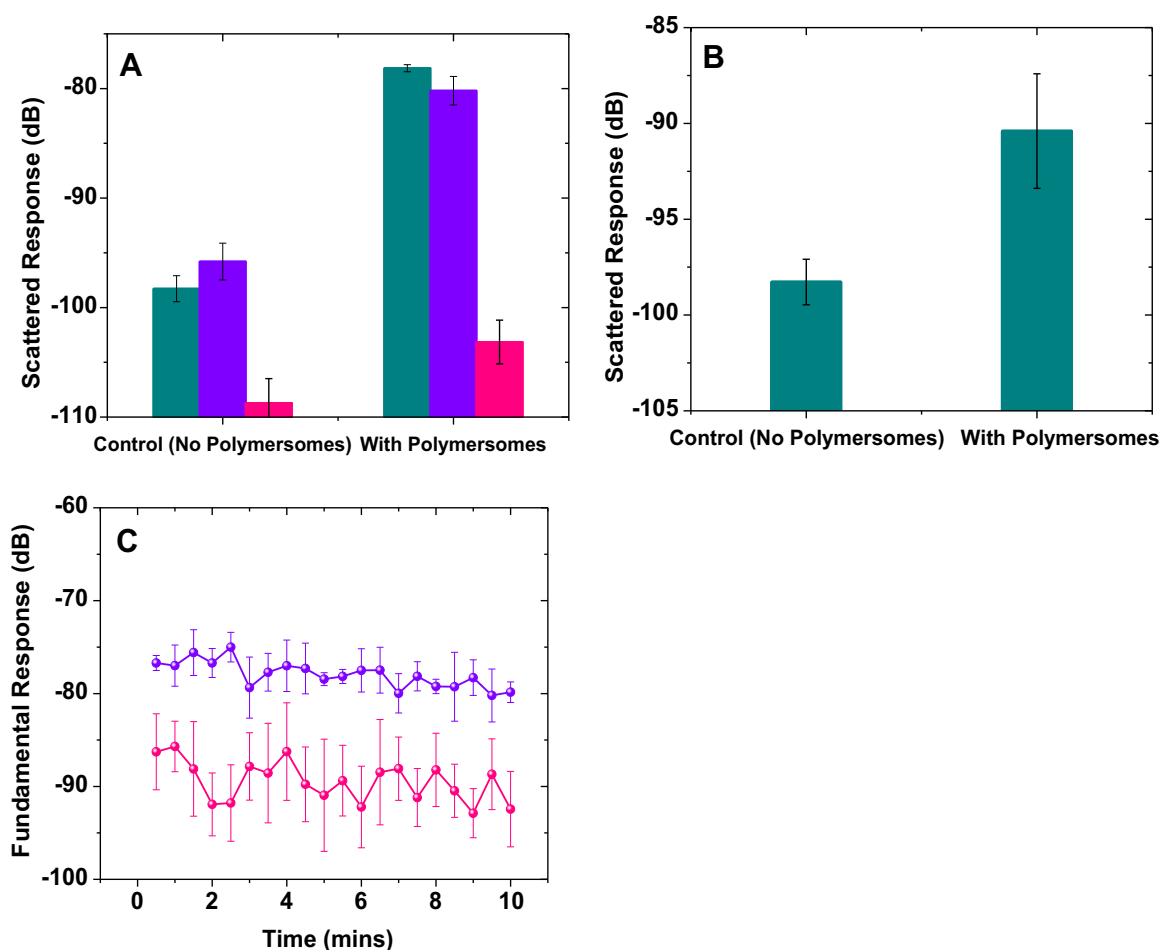 A
Scattered Response (dB)
-80
-90
-100
-110
Control (No Polymersomes) With Polymersomes
B
Scattered Response (dB)
-85
-90
-95
-100
-105
Control (No Polymersomes) With Polymersomes
C
Fundamental Response (dB)
-60
-70
-80
-90
-100
0 2 4 6 8 10
Time (mins)